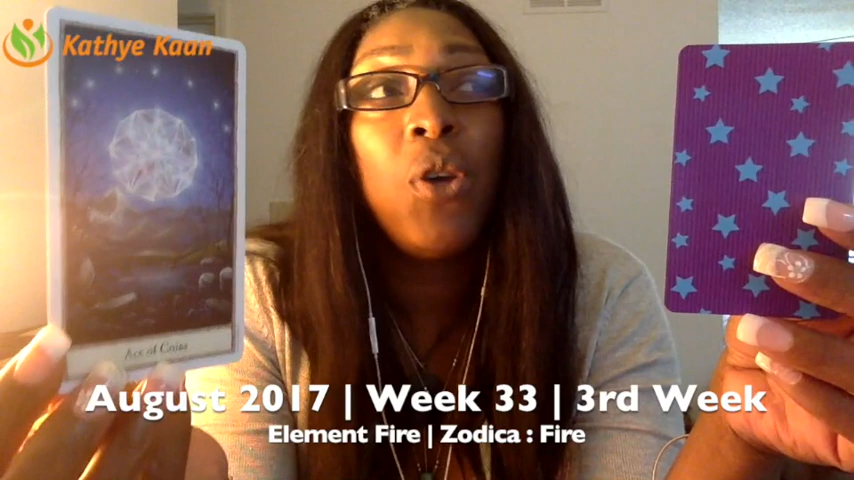 Kathye Kaan
Ace of Coins
August 2017 | Week 33 | 3rd Week
Element Fire | Zodica : Fire